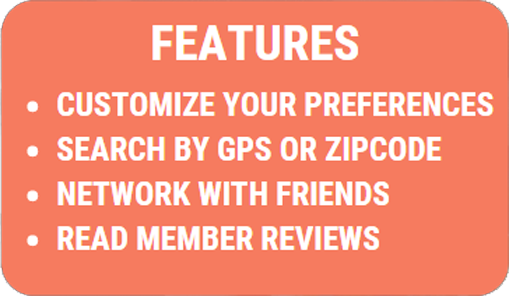 FEATURES
• CUSTOMIZE YOUR PREFERENCES
• SEARCH BY GPS OR ZIPCODE
• NETWORK WITH FRIENDS
• READ MEMBER REVIEWS